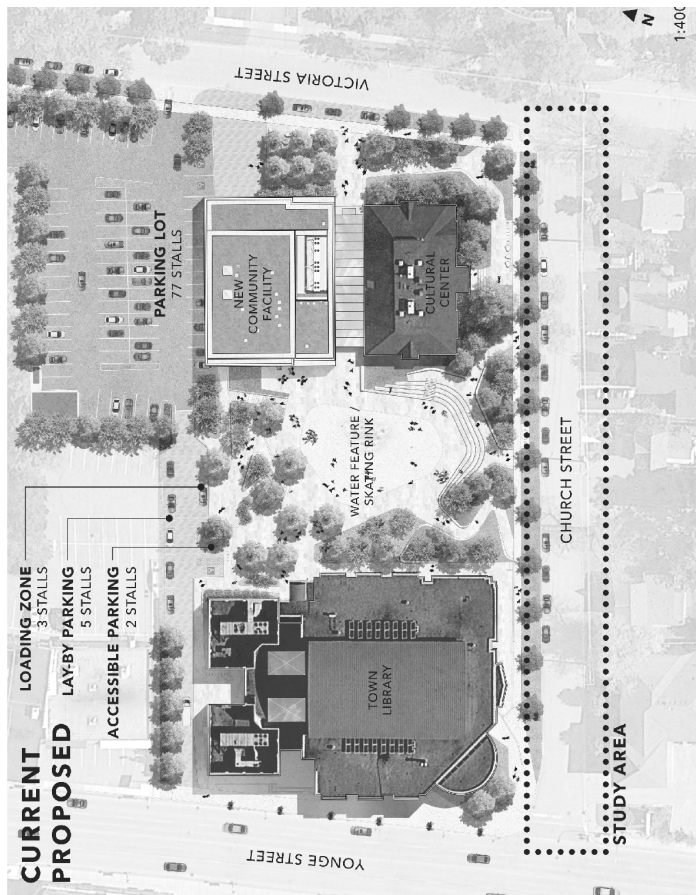 CURRENT
PROPOSED
LOADING ZONE
3 STALLS
LAY-BY PARKING
5 STALLS
ACCESSIBLE PARKING
2 STALLS
PARKING LOT
77 STALLS
NEW
COMMUNITY
FACILITY
CULTURAL
CENTER
WATER FEATURE /
SKATING RINK
TOWN
LIBRARY
YONGE STREET
VICTORIA STREET
CHURCH STREET
STUDY AREA
N
1:400